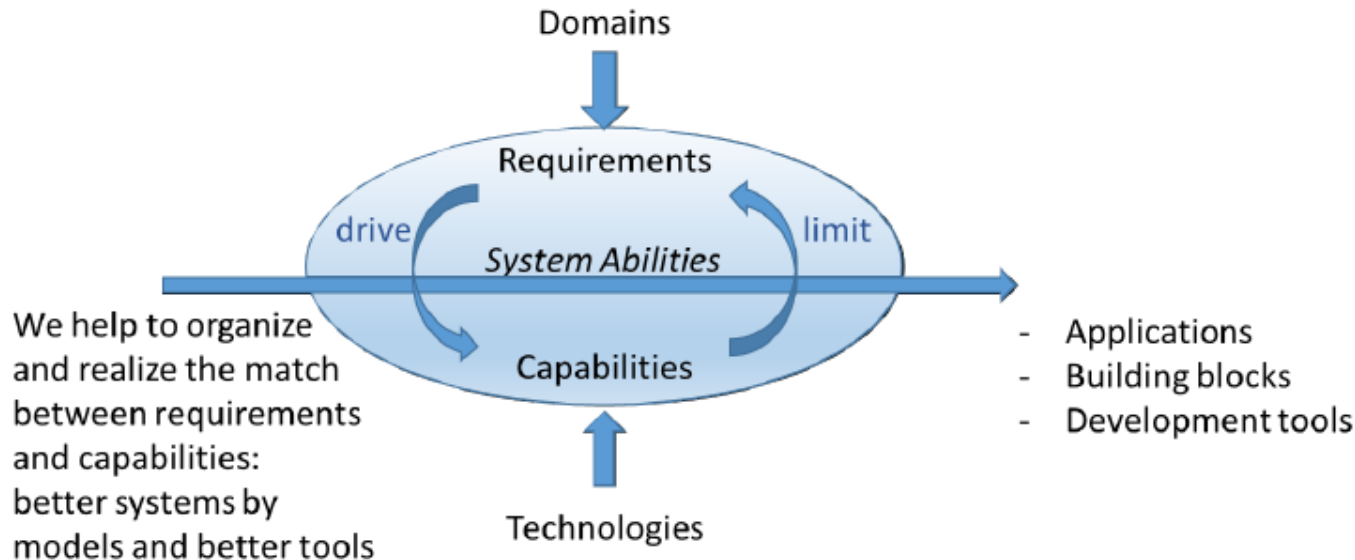 Domains
Requirements
drive
limit
System Abilities
Capabilities
Technologies
We help to organize
and realize the match
between requirements
and capabilities:
better systems by
models and better tools
- Applications
- Building blocks
- Development tools